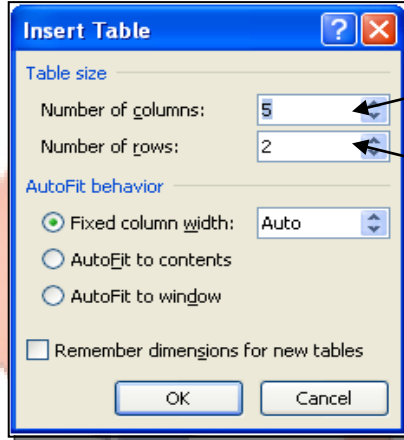 Insert Table
Table size
Number of columns: 5
Number of rows: 2
AutoFit behavior
Fixed column width: Auto
AutoFit to contents
AutoFit to window
Remember dimensions for new tables
OK Cancel